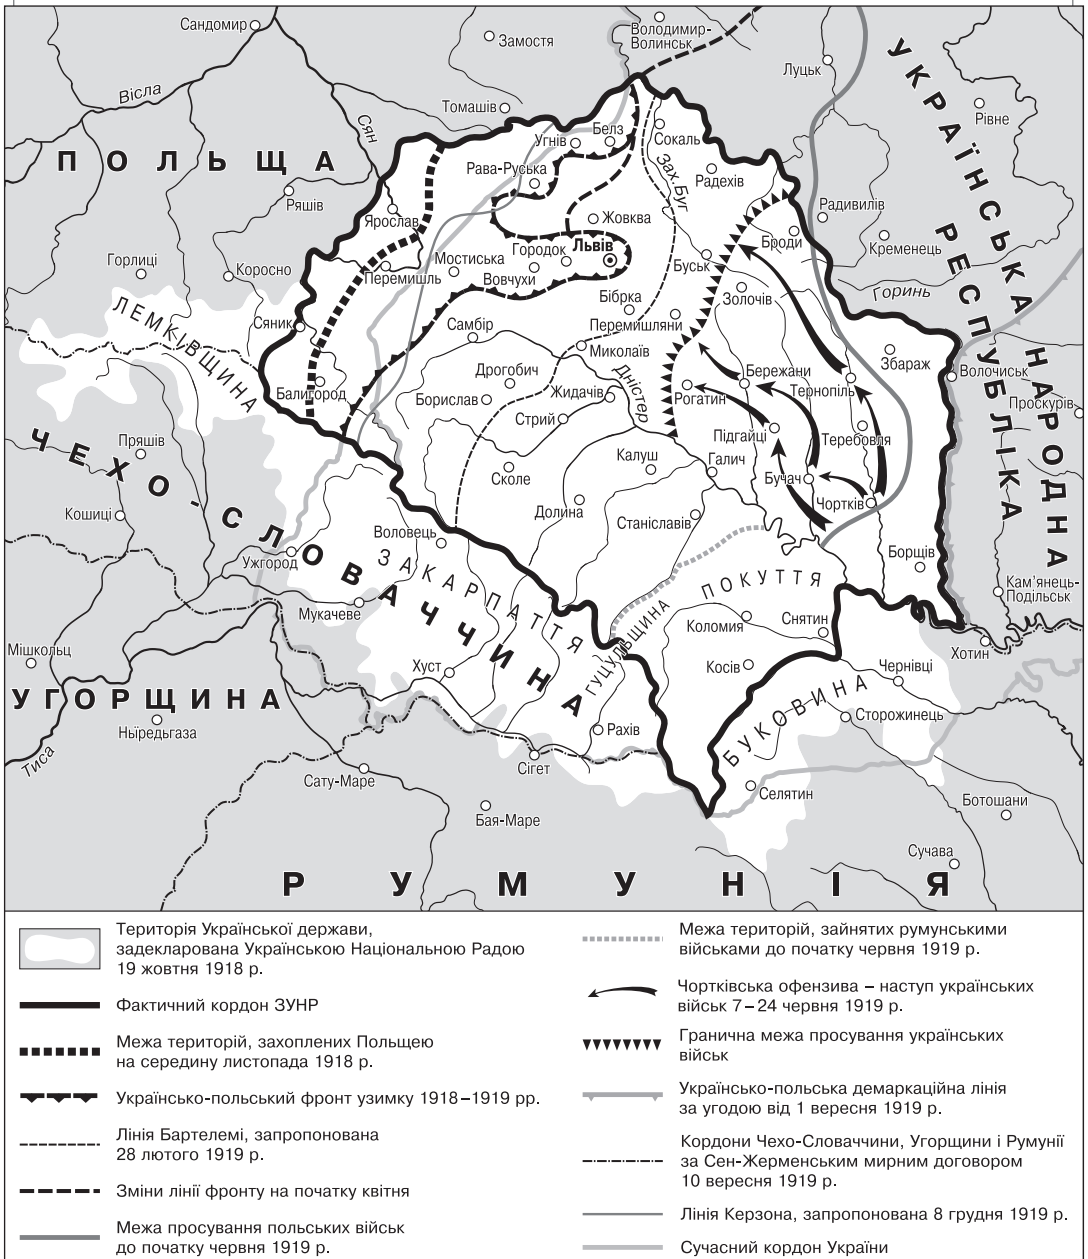 Сандомир
Замостя
Володимир-
Волинськ
Луцьк
Рівне
Вісла
Сян
Томашів
УКРАЇНСЬКА НАРОДНА
РЕСПУБЛІКА
ПОЛЬЩА
Угнів
Белз
Сокаль
Рава-Руська
Зах. Буг
Радехів
Ряшів
Ярослав
Жовква
Радивилів
Броди
Кременець
Горлиці
Коросно
Перемишль
Мостиська
Городок
Львів
Вовчухи
Буськ
Золочів
Горинь
ЛЕМКІВЩИНА
Сяник
Самбір
Бібрка
Перемишляни
Миколаїв
Збараж
Волочиськ
Балигород
Дрогобич
Борислав
Жидачів
Дністер
Стрий
Рогатин
Бережани
Тернопіль
Проскурів
Підгайці
Теребовля
Пряшів
ЧЕХО-СЛОВАЧЧИНА
Сколе
Калуш
Галич
Бучач
Чортків
Кошиці
Долина
Станіславів
Воловець
Ужгород
ЗАКАРПАТТЯ
Борщів
Кам’янець-
Подільськ
Мукачеве
ПОКУТТЯ
ГУЦУЛЬЩИНА
Коломия
Снятин
Хотин
Мішкольц
Хуст
Косів
Чернівці
УГОРЩИНА
БУКОВИНА
Сторожинець
Ньїредьгаза
Рахів
Тиса
Сігет
Сату-Маре
Селятин
Ботошани
Бая-Маре
Сучава
РУМУНІЯ
Територія Української держави,
задекларована Українською Національною Радою
19 жовтня 1918 р.
Фактичний кордон ЗУНР
Межа територій, захоплених Польщею
на середину листопада 1918 р.
Українсько-польський фронт узимку 1918–1919 рр.
Лінія Бартелемі, запропонована
28 лютого 1919 р.
Зміни лінії фронту на початку квітня
Межа просування польських військ
до початку червня 1919 р.
Межа територій, зайнятих румунськими
військами до початку червня 1919 р.
Чортківська офензива – наступ українських
військ 7–24 червня 1919 р.
Гранична межа просування українських
військ
Українсько-польська демаркаційна лінія
за угодою від 1 вересня 1919 р.
Кордони Чехо-Словаччини, Угорщини і Румунії
за Сен-Жерменським мирним договором
10 вересня 1919 р.
Лінія Керзона, запропонована 8 грудня 1919 р.
Сучасний кордон України